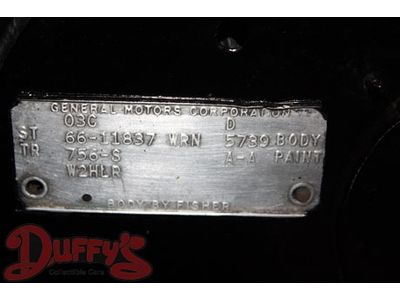 GENERAL MOTORS CORPORATION
03C D
ST 66-11837 WRN 5739 BODY
TR 756-S A-A PAINT
W2HLR
BODY BY FISHER
DUFFY'S
Collectible Cars